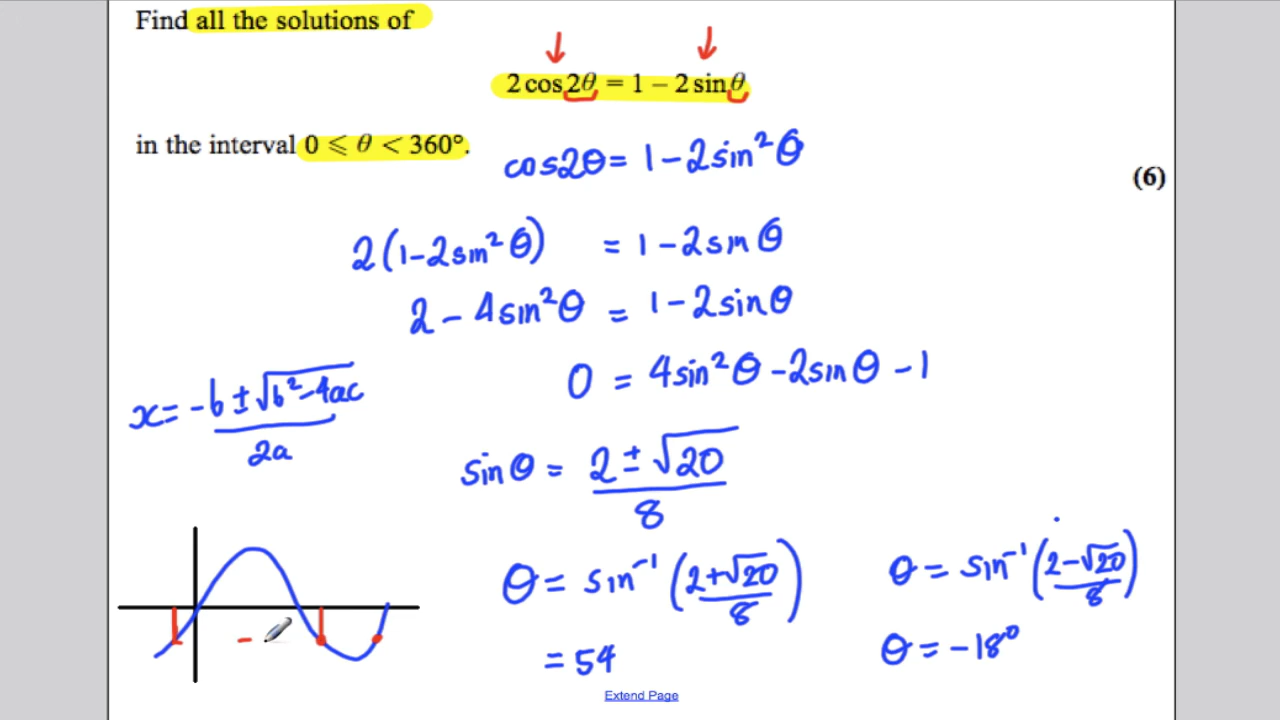 Find all the solutions of
2 cos 2θ = 1 − 2 sin θ
in the interval 0 ⩽ θ < 360°.
cos2θ = 1 − 2sin²θ
(6)
2(1−2sin²θ) = 1 − 2sinθ
2 − 4sin²θ = 1 − 2sinθ
0 = 4sin²θ − 2sinθ − 1
x = −b ± √b²−4ac / 2a
sinθ = 2 ± √20 / 8
θ = sin⁻¹(2+√20 / 8)
θ = sin⁻¹(2−√20 / 8)
= 54
θ = −18°
Extend Page